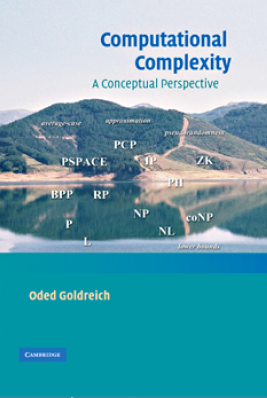 Computational
Complexity
A Conceptual Perspective
average-case
approximation
pseudorandomness
PCP
PSPACE
IP
ZK
PH
BPP
RP
NP
coNP
P
NL
L
lower bounds
Oded Goldreich
CAMBRIDGE